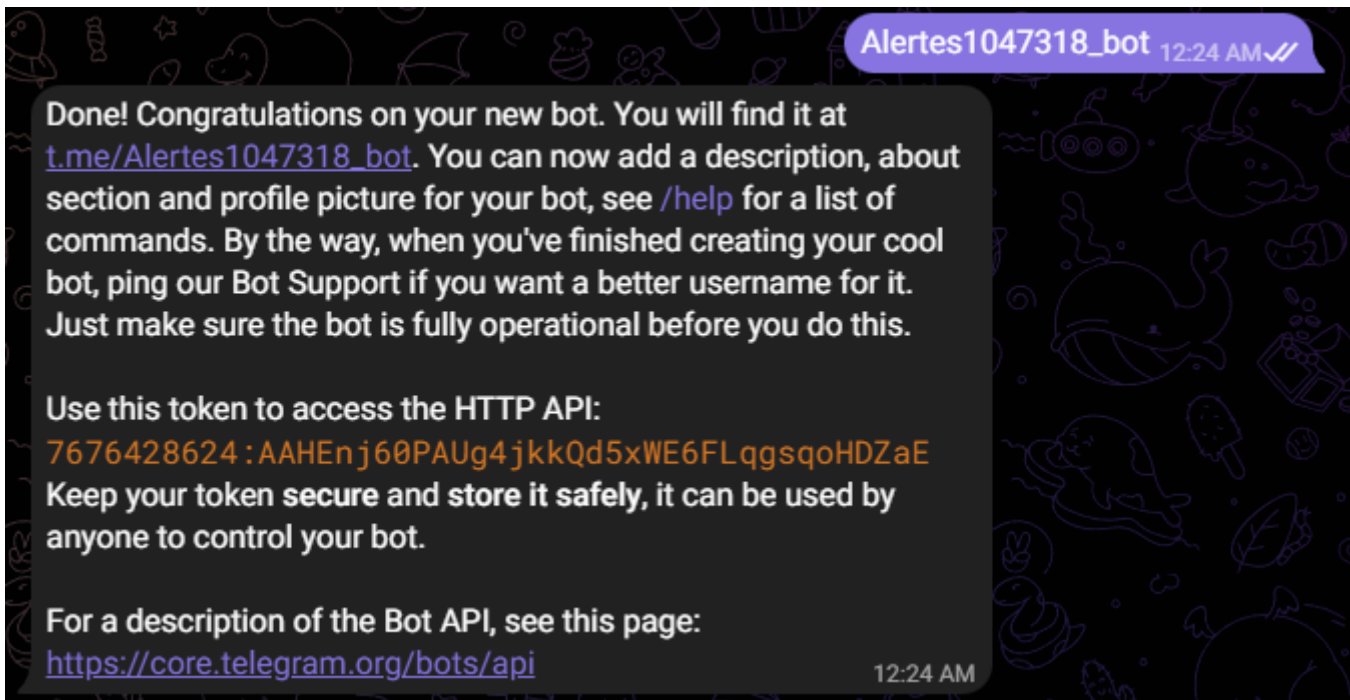 Alertes1047318_bot 12:24 AM
Done! Congratulations on your new bot. You will find it at
t.me/Alertes1047318_bot. You can now add a description, about
section and profile picture for your bot, see /help for a list of
commands. By the way, when you've finished creating your cool
bot, ping our Bot Support if you want a better username for it.
Just make sure the bot is fully operational before you do this.
Use this token to access the HTTP API:
7676428624:AAHEnj60PAUg4jkkQd5xWE6FLqgsqoHDZaE
Keep your token secure and store it safely, it can be used by
anyone to control your bot.
For a description of the Bot API, see this page:
https://core.telegram.org/bots/api 12:24 AM